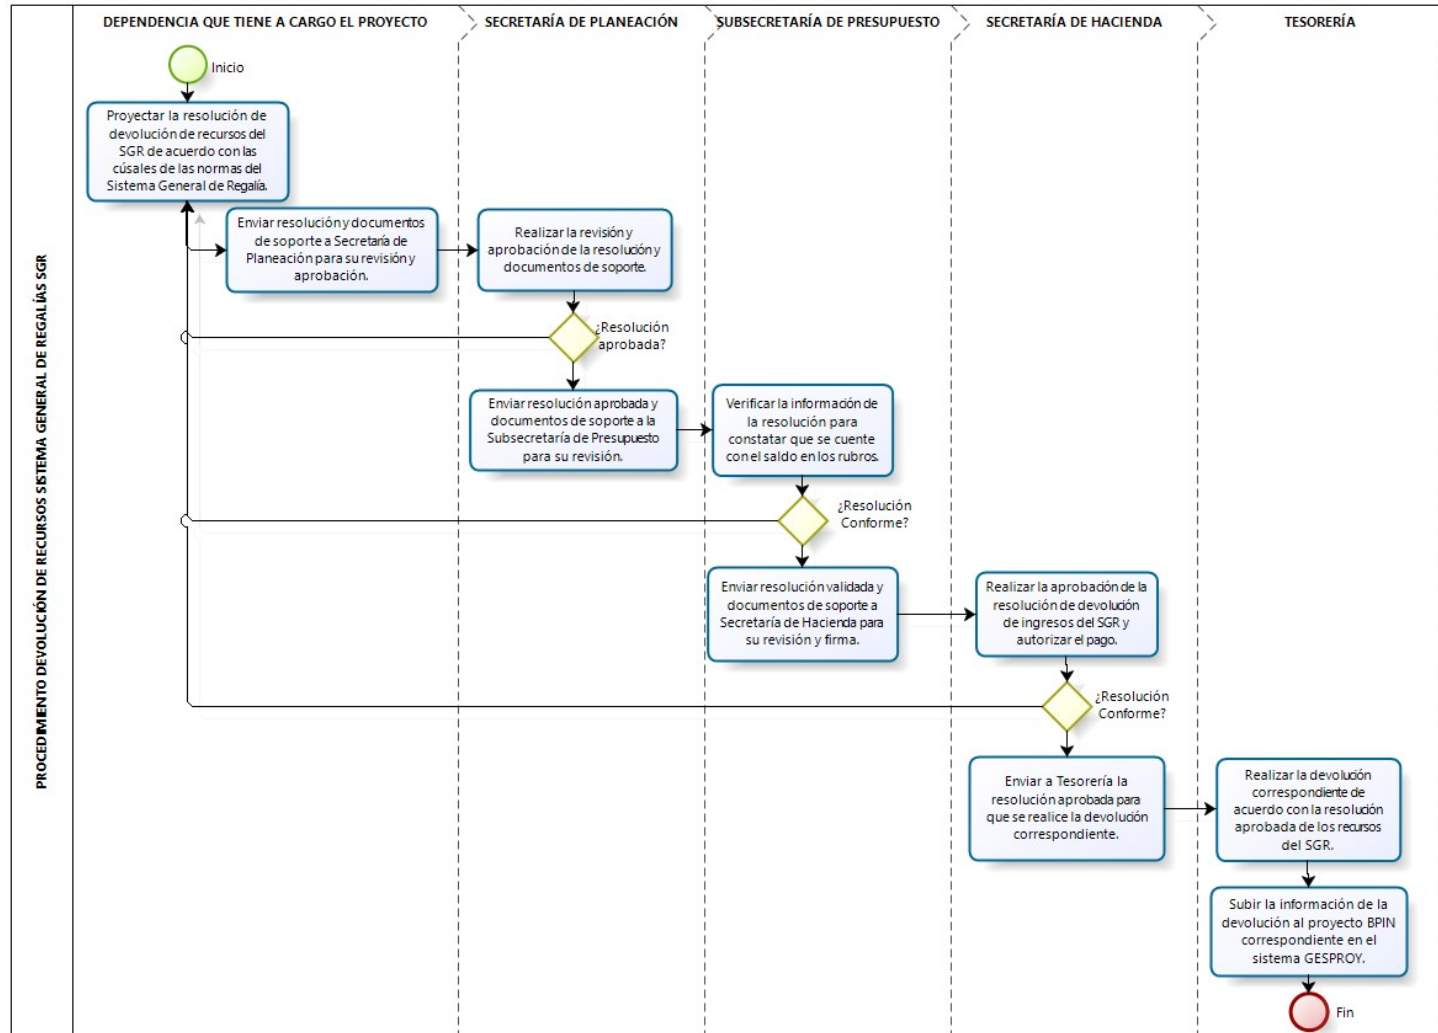 PROCEDIMIENTO DEVOLUCIÓN DE RECURSOS SISTEMA GENERAL DE REGALÍAS SGR
DEPENDENCIA QUE TIENE A CARGO EL PROYECTO
SECRETARÍA DE PLANEACIÓN
SUBSECRETARÍA DE PRESUPUESTO
SECRETARÍA DE HACIENDA
TESORERÍA
Inicio
Proyectar la resolución de
devolución de recursos del
SGR de acuerdo con las
cúsales de las normas del
Sistema General de Regalía.
Enviar resolución y documentos
de soporte a Secretaría de
Planeación para su revisión y
aprobación.
Realizar la revisión y
aprobación de la resolución y
documentos de soporte.
¿Resolución
aprobada?
Enviar resolución aprobada y
documentos de soporte a la
Subsecretaría de Presupuesto
para su revisión.
Verificar la información de
la resolución para
constatar que se cuente
con el saldo en los rubros.
¿Resolución
Conforme?
Enviar resolución validada y
documentos de soporte a
Secretaría de Hacienda para
su revisión y firma.
Realizar la aprobación de la
resolución de devolución
de ingresos del SGR y
autorizar el pago.
¿Resolución
Conforme?
Enviar a Tesorería la
resolución aprobada para
que se realice la devolución
correspondiente.
Realizar la devolución
correspondiente de
acuerdo con la resolución
aprobada de los recursos
del SGR.
Subir la información de la
devolución al proyecto BPIN
correspondiente en el
sistema GESPROY.
Fin